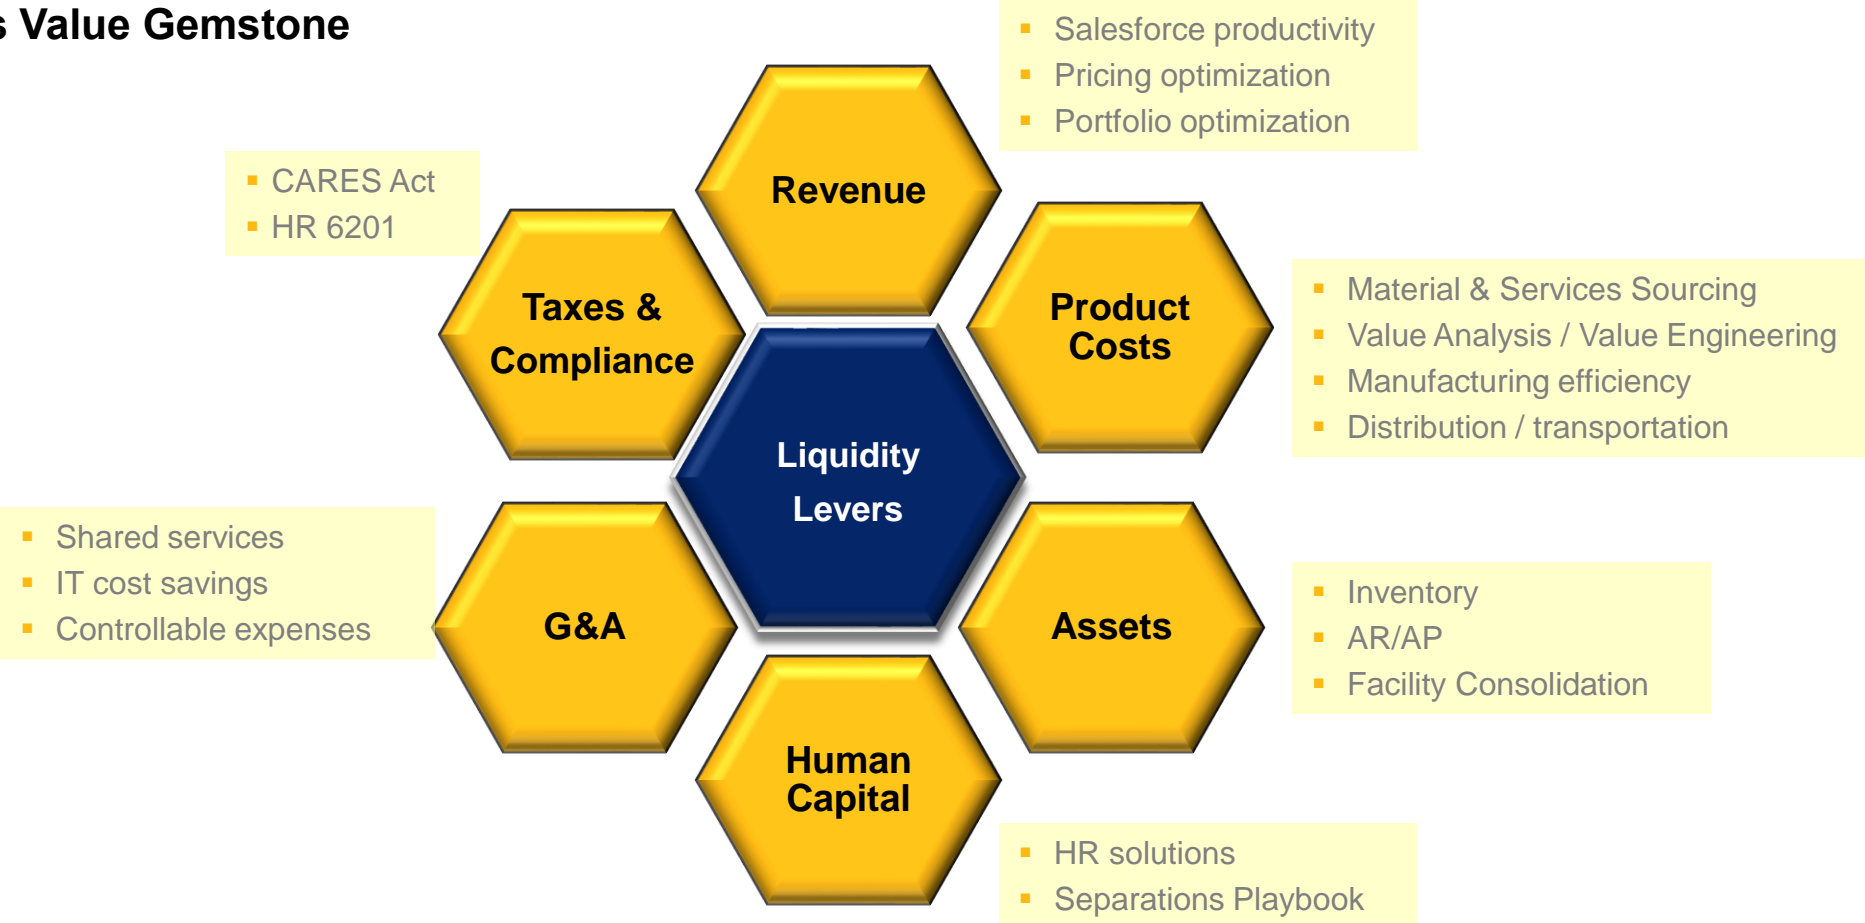 s Value Gemstone
Salesforce productivity
Pricing optimization
Portfolio optimization
CARES Act
HR 6201
Revenue
Taxes &
Compliance
Product
Costs
Material & Services Sourcing
Value Analysis / Value Engineering
Manufacturing efficiency
Distribution / transportation
Liquidity
Levers
Shared services
IT cost savings
Controllable expenses
G&A
Assets
Inventory
AR/AP
Facility Consolidation
Human
Capital
HR solutions
Separations Playbook